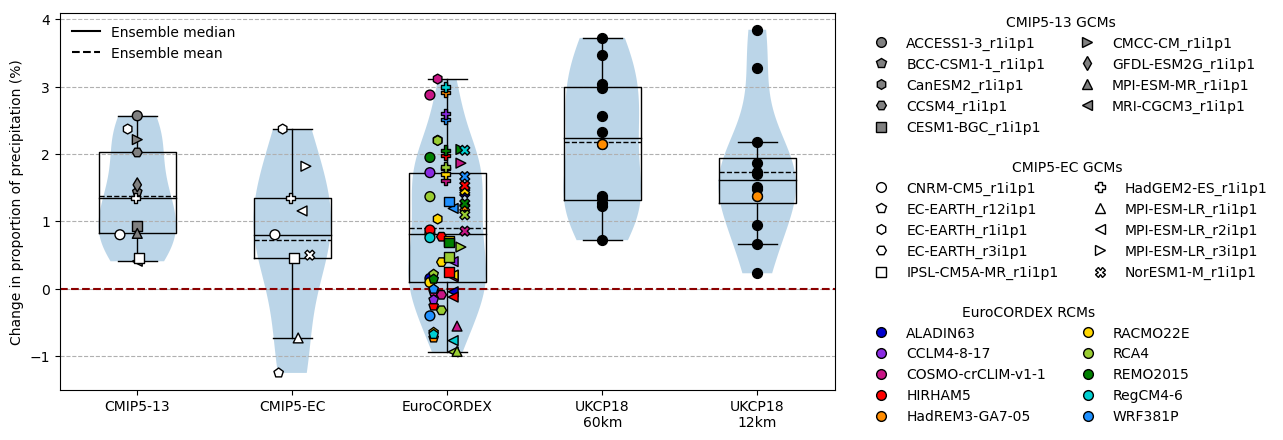 Change in proportion of precipitation (%)
4
3
2
1
0
−1
Ensemble median
Ensemble mean
CMIP5-13
CMIP5-EC
EuroCORDEX
UKCP18
60km
UKCP18
12km
CMIP5-13 GCMs
ACCESS1-3_r1i1p1
BCC-CSM1-1_r1i1p1
CanESM2_r1i1p1
CCSM4_r1i1p1
CESM1-BGC_r1i1p1
CMCC-CM_r1i1p1
GFDL-ESM2G_r1i1p1
MPI-ESM-MR_r1i1p1
MRI-CGCM3_r1i1p1
CMIP5-EC GCMs
CNRM-CM5_r1i1p1
EC-EARTH_r12i1p1
EC-EARTH_r1i1p1
EC-EARTH_r3i1p1
IPSL-CM5A-MR_r1i1p1
HadGEM2-ES_r1i1p1
MPI-ESM-LR_r1i1p1
MPI-ESM-LR_r2i1p1
MPI-ESM-LR_r3i1p1
NorESM1-M_r1i1p1
EuroCORDEX RCMs
ALADIN63
CCLM4-8-17
COSMO-crCLIM-v1-1
HIRHAM5
HadREM3-GA7-05
RACMO22E
RCA4
REMO2015
RegCM4-6
WRF381P